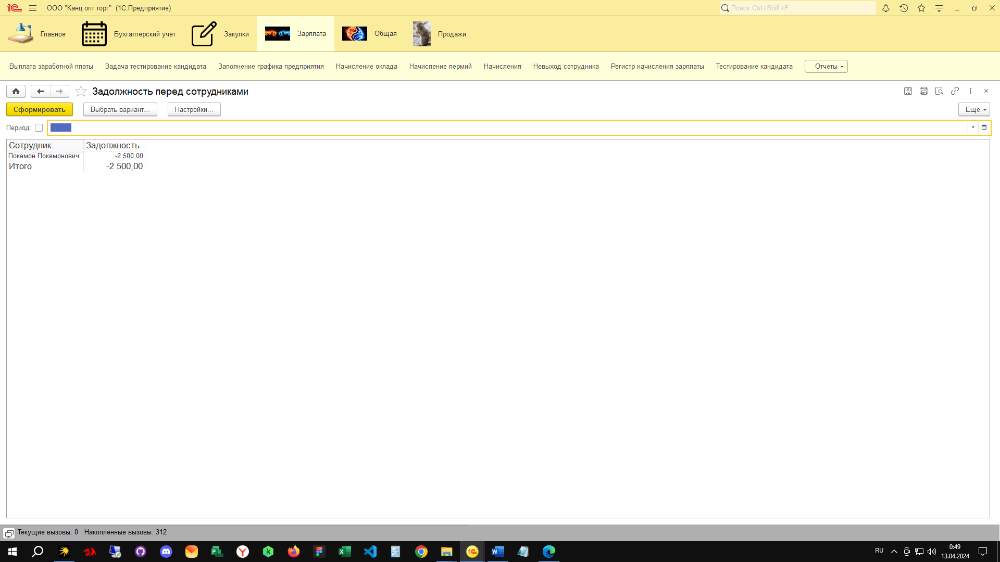 1С ООО "Канц опт торг" (1С:Предприятие) Поиск Ctrl+Shift+F
Главное Бухгалтерский учет Закупки Зарплата Общая Продажи
Выплата заработной платы Задача тестирование кандидата Заполнение графика предприятия Начисление оклада Начисление пермий Начисления Невыход сотрудника Регистр начисления зарплаты Тестирование кандидата Отчеты
Задолжность перед сотрудниками
Сформировать Выбрать вариант... Настройки... Еще
Период: . .
Сотрудник Задолжность
Покемон Покемонович -2 500,00
Итого -2 500,00
Текущие вызовы: 0 Накопленные вызовы: 312
RU 0:49
13.04.2024